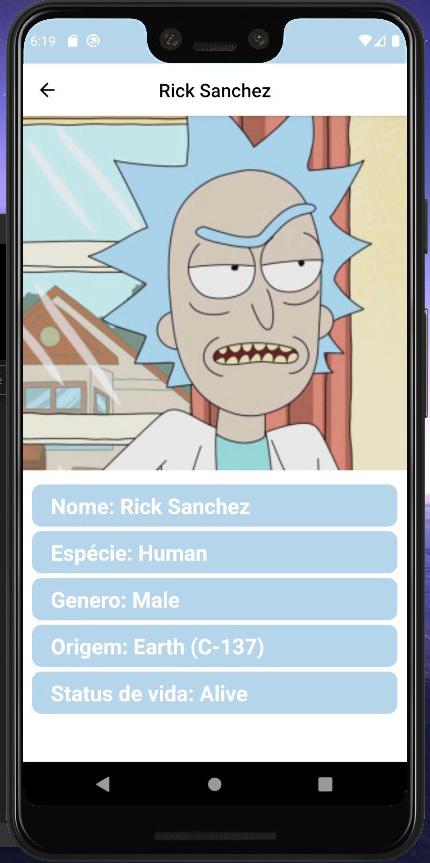 6:19
Rick Sanchez
Nome: Rick Sanchez
Espécie: Human
Genero: Male
Origem: Earth (C-137)
Status de vida: Alive